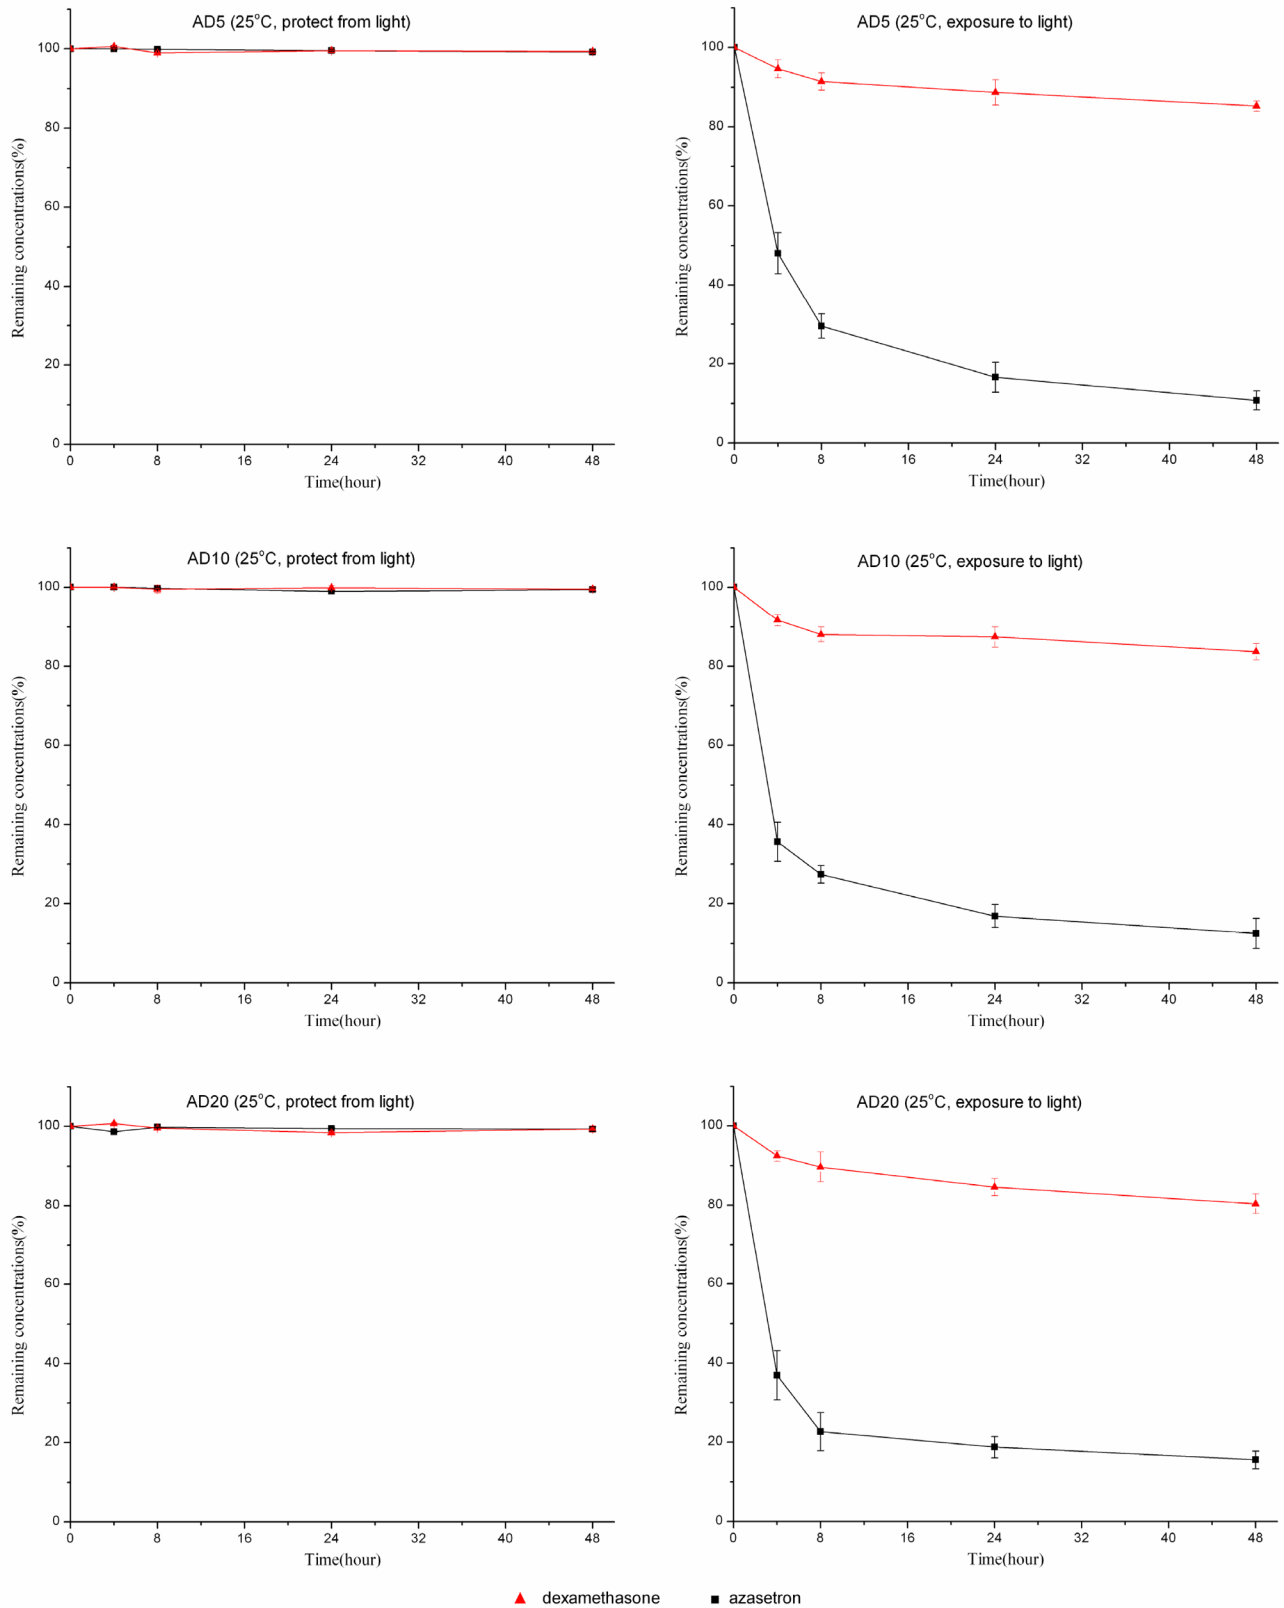 AD5 (25°C, protect from light)
100
80
60
40
20
0
Remaining concentrations(%)
0 8 16 24 32 40 48
Time(hour)
AD5 (25°C, exposure to light)
100
80
60
40
20
0
Remaining concentrations(%)
0 8 16 24 32 40 48
Time(hour)
AD10 (25°C, protect from light)
100
80
60
40
20
0
Remaining concentrations(%)
0 8 16 24 32 40 48
Time(hour)
AD10 (25°C, exposure to light)
100
80
60
40
20
0
Remaining concentrations(%)
0 8 16 24 32 40 48
Time(hour)
AD20 (25°C, protect from light)
100
80
60
40
20
0
Remaining concentrations(%)
0 8 16 24 32 40 48
Time(hour)
AD20 (25°C, exposure to light)
100
80
60
40
20
0
Remaining concentrations(%)
0 8 16 24 32 40 48
Time(hour)
dexamethasone azasetron